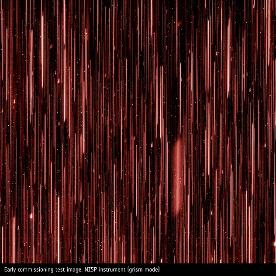 Early commissioning test image, NISP instrument (grism mode)